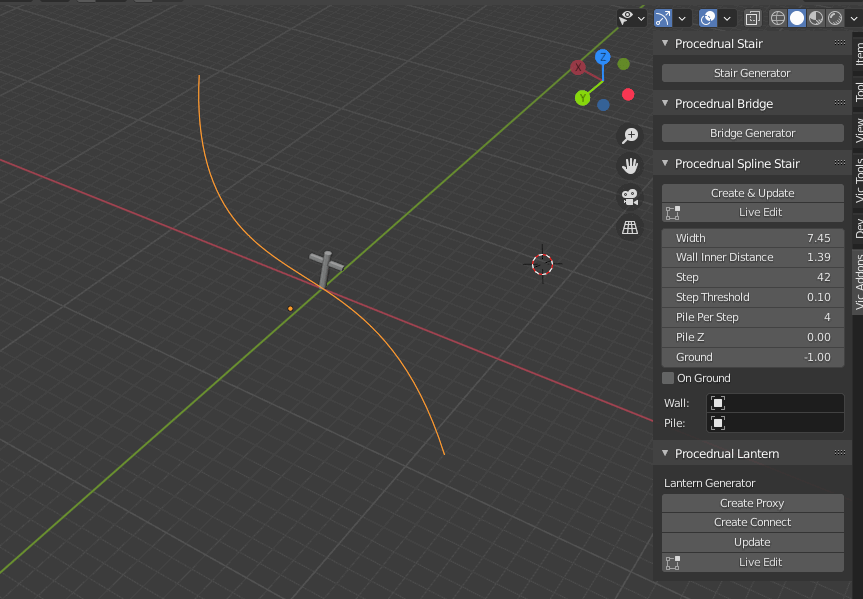 Procedrual Stair
Stair Generator
Procedrual Bridge
Bridge Generator
Procedrual Spline Stair
Create & Update
Live Edit
Width 7.45
Wall Inner Distance 1.39
Step 42
Step Threshold 0.10
Pile Per Step 4
Pile Z 0.00
Ground -1.00
On Ground
Wall:
Pile:
Procedrual Lantern
Lantern Generator
Create Proxy
Create Connect
Update
Live Edit
Item
Tool
View
Vic Tools
Dev
Vic Addons
X
Z
Y